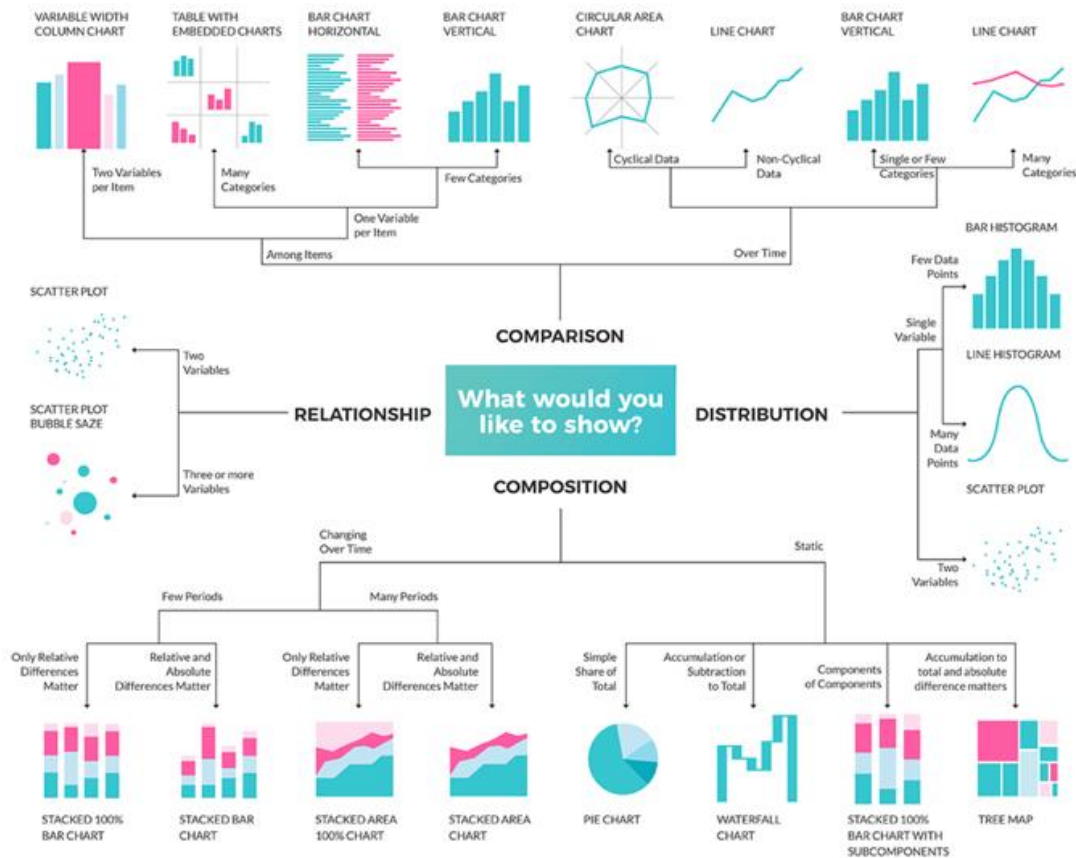 VARIABLE WIDTH
COLUMN CHART
TABLE WITH
EMBEDDED CHARTS
BAR CHART
HORIZONTAL
BAR CHART
VERTICAL
CIRCULAR AREA
CHART
LINE CHART
BAR CHART
VERTICAL
LINE CHART
Two Variables
per Item
Many
Categories
Few Categories
Cyclical Data
Non-Cyclical
Data
Single or Few
Categories
Many
Categories
One Variable
per Item
Among Items
Over Time
BAR HISTOGRAM
Few Data
Points
SCATTER PLOT
Single
Variable
COMPARISON
Two
Variables
LINE HISTOGRAM
SCATTER PLOT
BUBBLE SAZE
RELATIONSHIP
What would you
like to show?
DISTRIBUTION
Many
Data
Points
Three or more
Variables
COMPOSITION
SCATTER PLOT
Changing
Over Time
Static
Two
Variables
Few Periods
Many Periods
Only Relative
Differences
Matter
Relative and
Absolute
Differences Matter
Only Relative
Differences
Matter
Relative and
Absolute
Differences Matter
Simple
Share of
Total
Accumulation or
Subtraction
to Total
Components
of Components
Accumulation to
total and absolute
difference matters
STACKED 100%
BAR CHART
STACKED BAR
CHART
STACKED AREA
100% CHART
STACKED AREA
CHART
PIE CHART
WATERFALL
CHART
STACKED 100%
BAR CHART WITH
SUBCOMPONENTS
TREE MAP